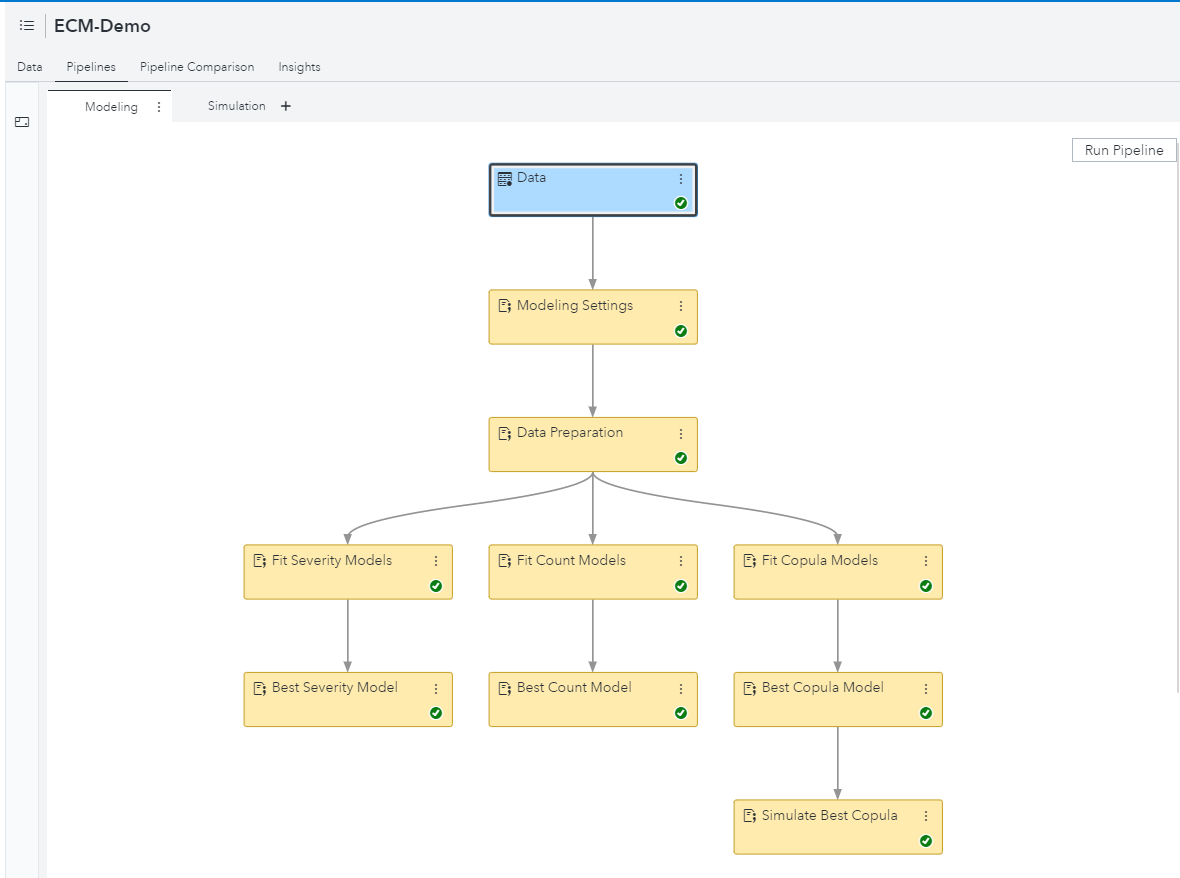 ECM-Demo
Data Pipelines Pipeline Comparison Insights
Modeling Simulation +
Run Pipeline
Data
Modeling Settings
Data Preparation
Fit Severity Models Fit Count Models Fit Copula Models
Best Severity Model Best Count Model Best Copula Model
Simulate Best Copula